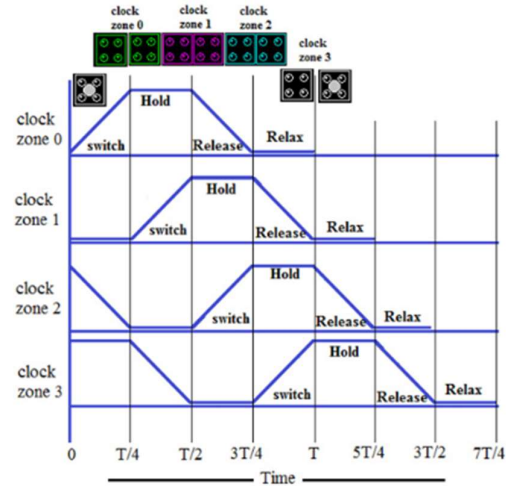 clock
zone 0
clock
zone 1
clock
zone 2
clock
zone 3
clock
zone 0
switch
Hold
Release
Relax
clock
zone 1
switch
Hold
Release
Relax
clock
zone 2
switch
Hold
Release
Relax
clock
zone 3
switch
Hold
Release
Relax
0 T/4 T/2 3T/4 T 5T/4 3T/2 7T/4
Time